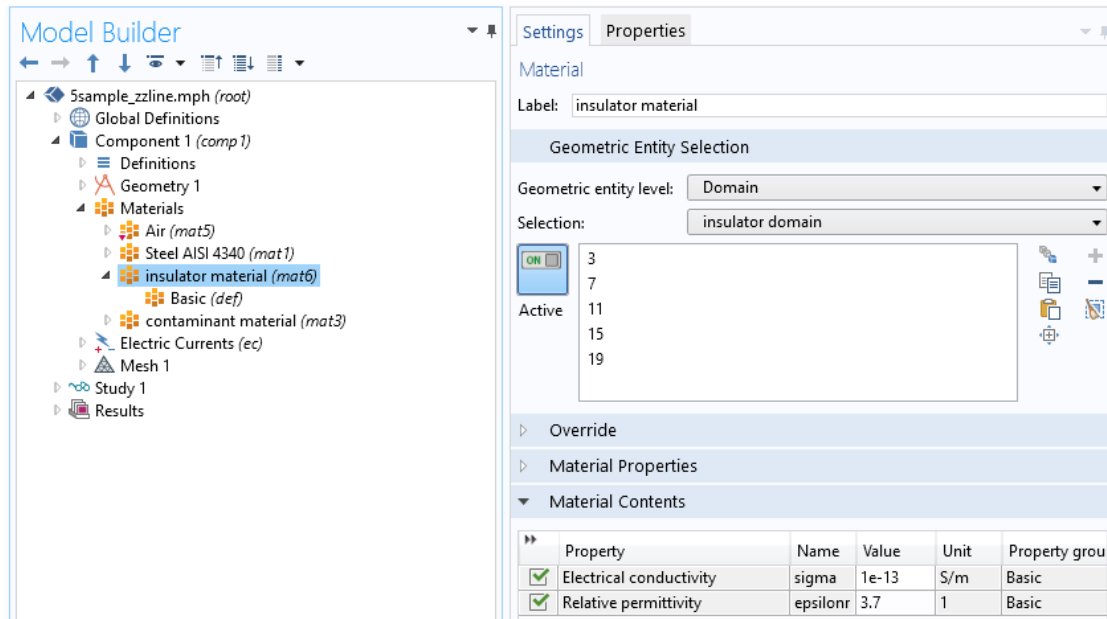 Model Builder
5sample_zzline.mph (root)
Global Definitions
Component 1 (comp1)
Definitions
Geometry 1
Materials
Air (mat5)
Steel AISI 4340 (mat1)
insulator material (mat6)
Basic (def)
contaminant material (mat3)
Electric Currents (ec)
Mesh 1
Study 1
Results
Settings Properties
Material
Label: insulator material
Geometric Entity Selection
Geometric entity level: Domain
Selection: insulator domain
ON
Active
3
7
11
15
19
Override
Material Properties
Material Contents
Property Name Value Unit Property grou
Electrical conductivity sigma 1e-13 S/m Basic
Relative permittivity epsilonr 3.7 1 Basic